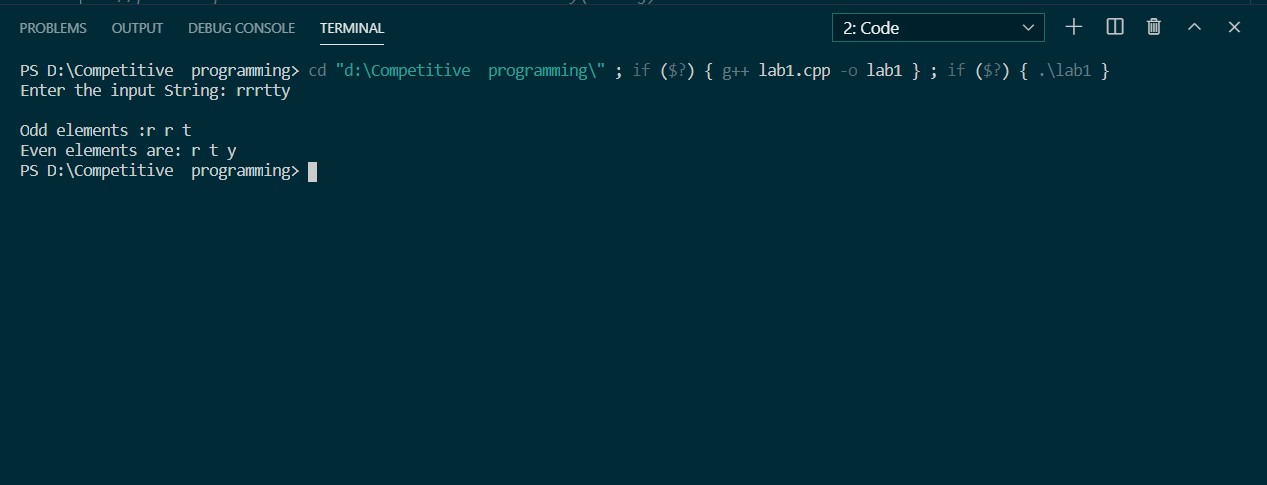 PROBLEMS OUTPUT DEBUG CONSOLE TERMINAL 2: Code
PS D:\Competitive  programming> cd "d:\Competitive  programming\" ; if ($?) { g++ lab1.cpp -o lab1 } ; if ($?) { .\lab1 }
Enter the input String: rrrtty
Odd elements :r r t
Even elements are: r t y
PS D:\Competitive  programming>